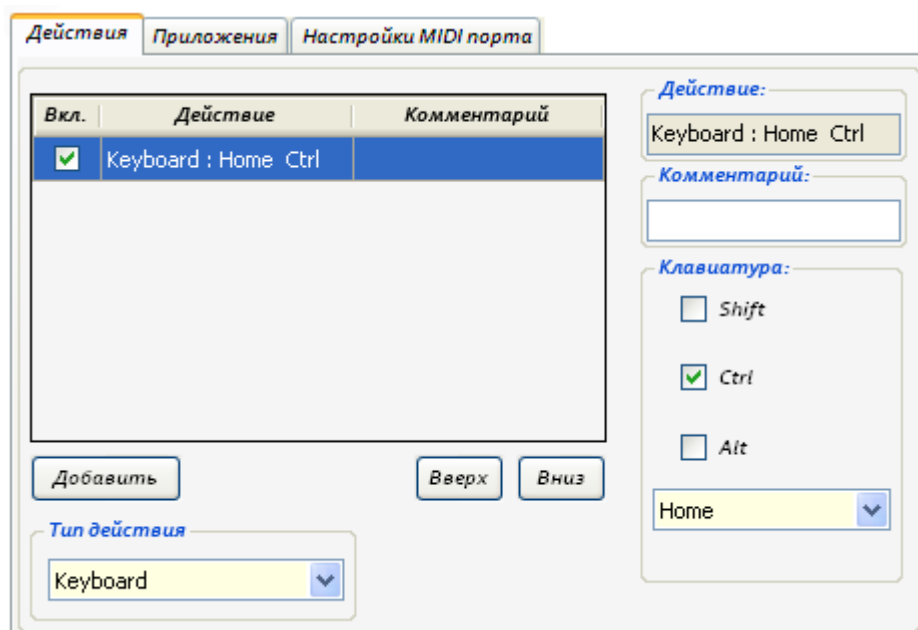 Действия Приложения Настройки MIDI порта
Вкл. Действие Комментарий
Keyboard : Home Ctrl
Добавить Вверх Вниз
Тип действия
Keyboard
Действие:
Keyboard : Home Ctrl
Комментарий:
Клавиатура:
Shift
Ctrl
Alt
Home